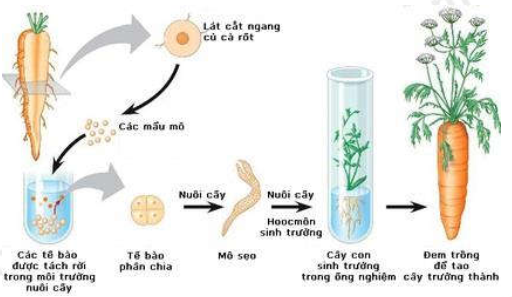 Lát cắt ngang
củ cà rốt
Các mẩu mô
Nuôi cấy
Nuôi cấy
Hoocmôn
sinh trưởng
Các tế bào
được tách rời
trong môi trường
nuôi cấy
Tế bào
phân chia
Mô sẹo
Cây con
sinh trưởng
trong ống nghiệm
Đem trồng
để tạo
cây trưởng thành